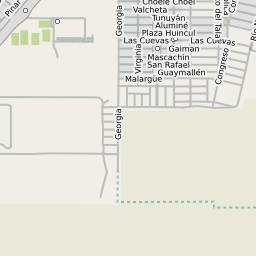 Choele Choel
Valcheta
Tunuyán
Aluminé
Plaza Huincul
Las Cuevas
Las Cuevas
Gaiman
Mascachín
San Rafael
Guaymallén
Malargüe
Georgia
Virginia
Georgia
Congreso